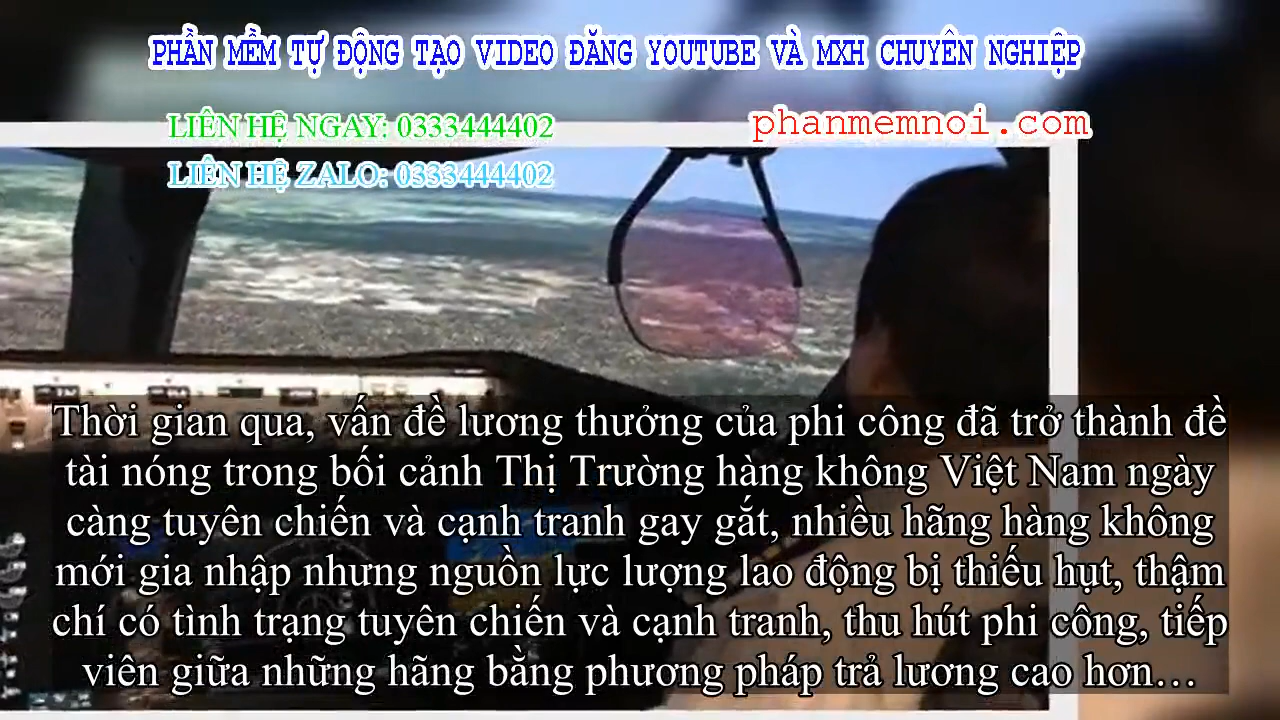 PHẦN MỀM TỰ ĐỘNG TẠO VIDEO ĐĂNG YOUTUBE VÀ MXH CHUYÊN NGHIỆP
LIÊN HỆ NGAY: 0333444402
phanmemnoi.com
LIÊN HỆ ZALO: 0333444402
Thời gian qua, vấn đề lương thưởng của phi công đã trở thành đề
tài nóng trong bối cảnh Thị Trường hàng không Việt Nam ngày
càng tuyên chiến và cạnh tranh gay gắt, nhiều hãng hàng không
mới gia nhập nhưng nguồn lực lượng lao động bị thiếu hụt, thậm
chí có tình trạng tuyên chiến và cạnh tranh, thu hút phi công, tiếp
viên giữa những hãng bằng phương pháp trả lương cao hơn…